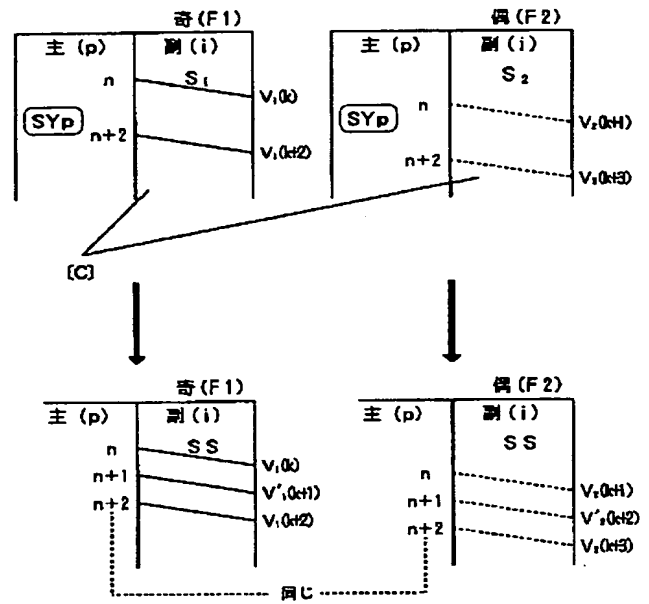 奇(F1)
主(p) 副(i)
n S₁
V₁(k)
SYp
n+2
V₁(k+2)
偶(F2)
主(p) 副(i)
S₂
n
V₂(k+1)
SYp
n+2
V₂(k+3)
[C]
奇(F1)
主(p) 副(i)
n SS
V₁(k)
n+1
V'₁(k+1)
n+2
V₁(k+2)
偶(F2)
主(p) 副(i)
SS
n
V₂(k+1)
n+1
V'₂(k+2)
n+2
V₂(k+3)
同じ